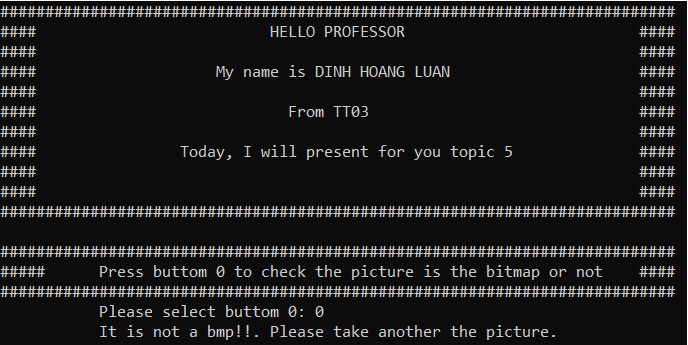 ###########################################################################
####                          HELLO PROFESSOR                          ####
####                                                                   ####
####                    My name is DINH HOANG LUAN                     ####
####                                                                   ####
####                            From TT03                              ####
####                                                                   ####
####                Today, I will present for you topic 5              ####
####                                                                   ####
####                                                                   ####
###########################################################################
###########################################################################
#####      Press buttom 0 to check the picture is the bitmap or not    ####
###########################################################################
Please select buttom 0: 0
It is not a bmp!!. Please take another the picture.